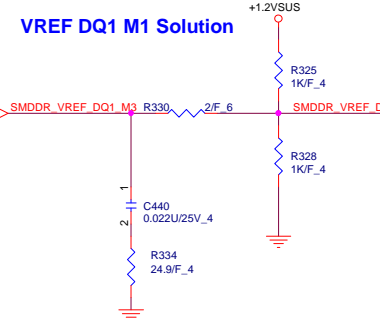 +1.2VSUS
VREF DQ1 M1 Solution
R325
1K/F_4
SMDDR_VREF_DQ1_M3 R330 2/F_6 SMDDR_VREF_D
R328
1K/F_4
1
C440
0.022U/25V_4
2
R334
24.9/F_4